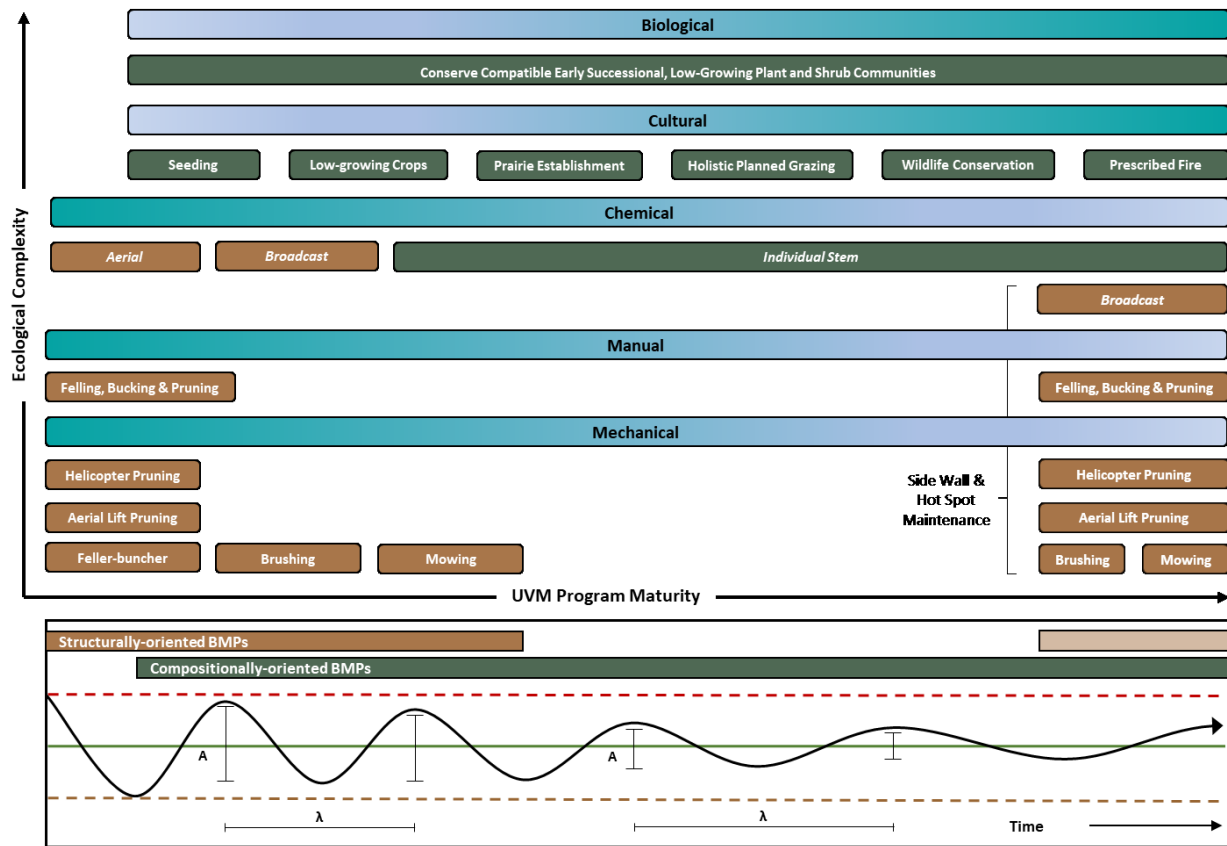 Biological
Conserve Compatible Early Successional, Low-Growing Plant and Shrub Communities
Cultural
Seeding
Low-growing Crops
Prairie Establishment
Holistic Planned Grazing
Wildlife Conservation
Prescribed Fire
Chemical
Aerial
Broadcast
Individual Stem
Broadcast
Manual
Felling, Bucking & Pruning
Felling, Bucking & Pruning
Mechanical
Helicopter Pruning
Helicopter Pruning
Aerial Lift Pruning
Aerial Lift Pruning
Feller-buncher
Brushing
Mowing
Brushing
Mowing
Side Wall &
Hot Spot
Maintenance
Ecological Complexity
UVM Program Maturity
Structurally-oriented BMPs
Compositionally-oriented BMPs
A
A
λ
λ
Time